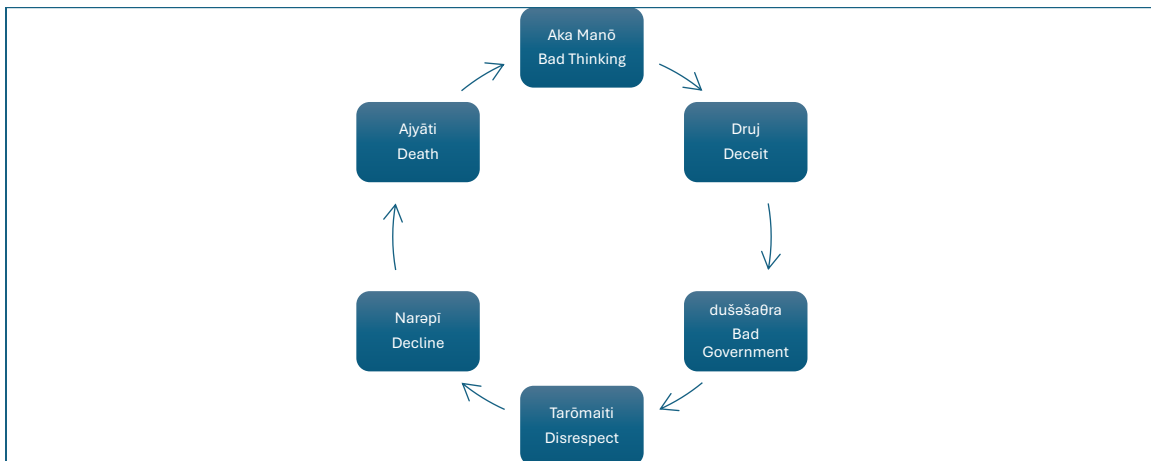 Aka Manō
Bad Thinking
Druj
Deceit
dušəšaθra
Bad
Government
Tarōmaiti
Disrespect
Narəpī
Decline
Ajyāti
Death